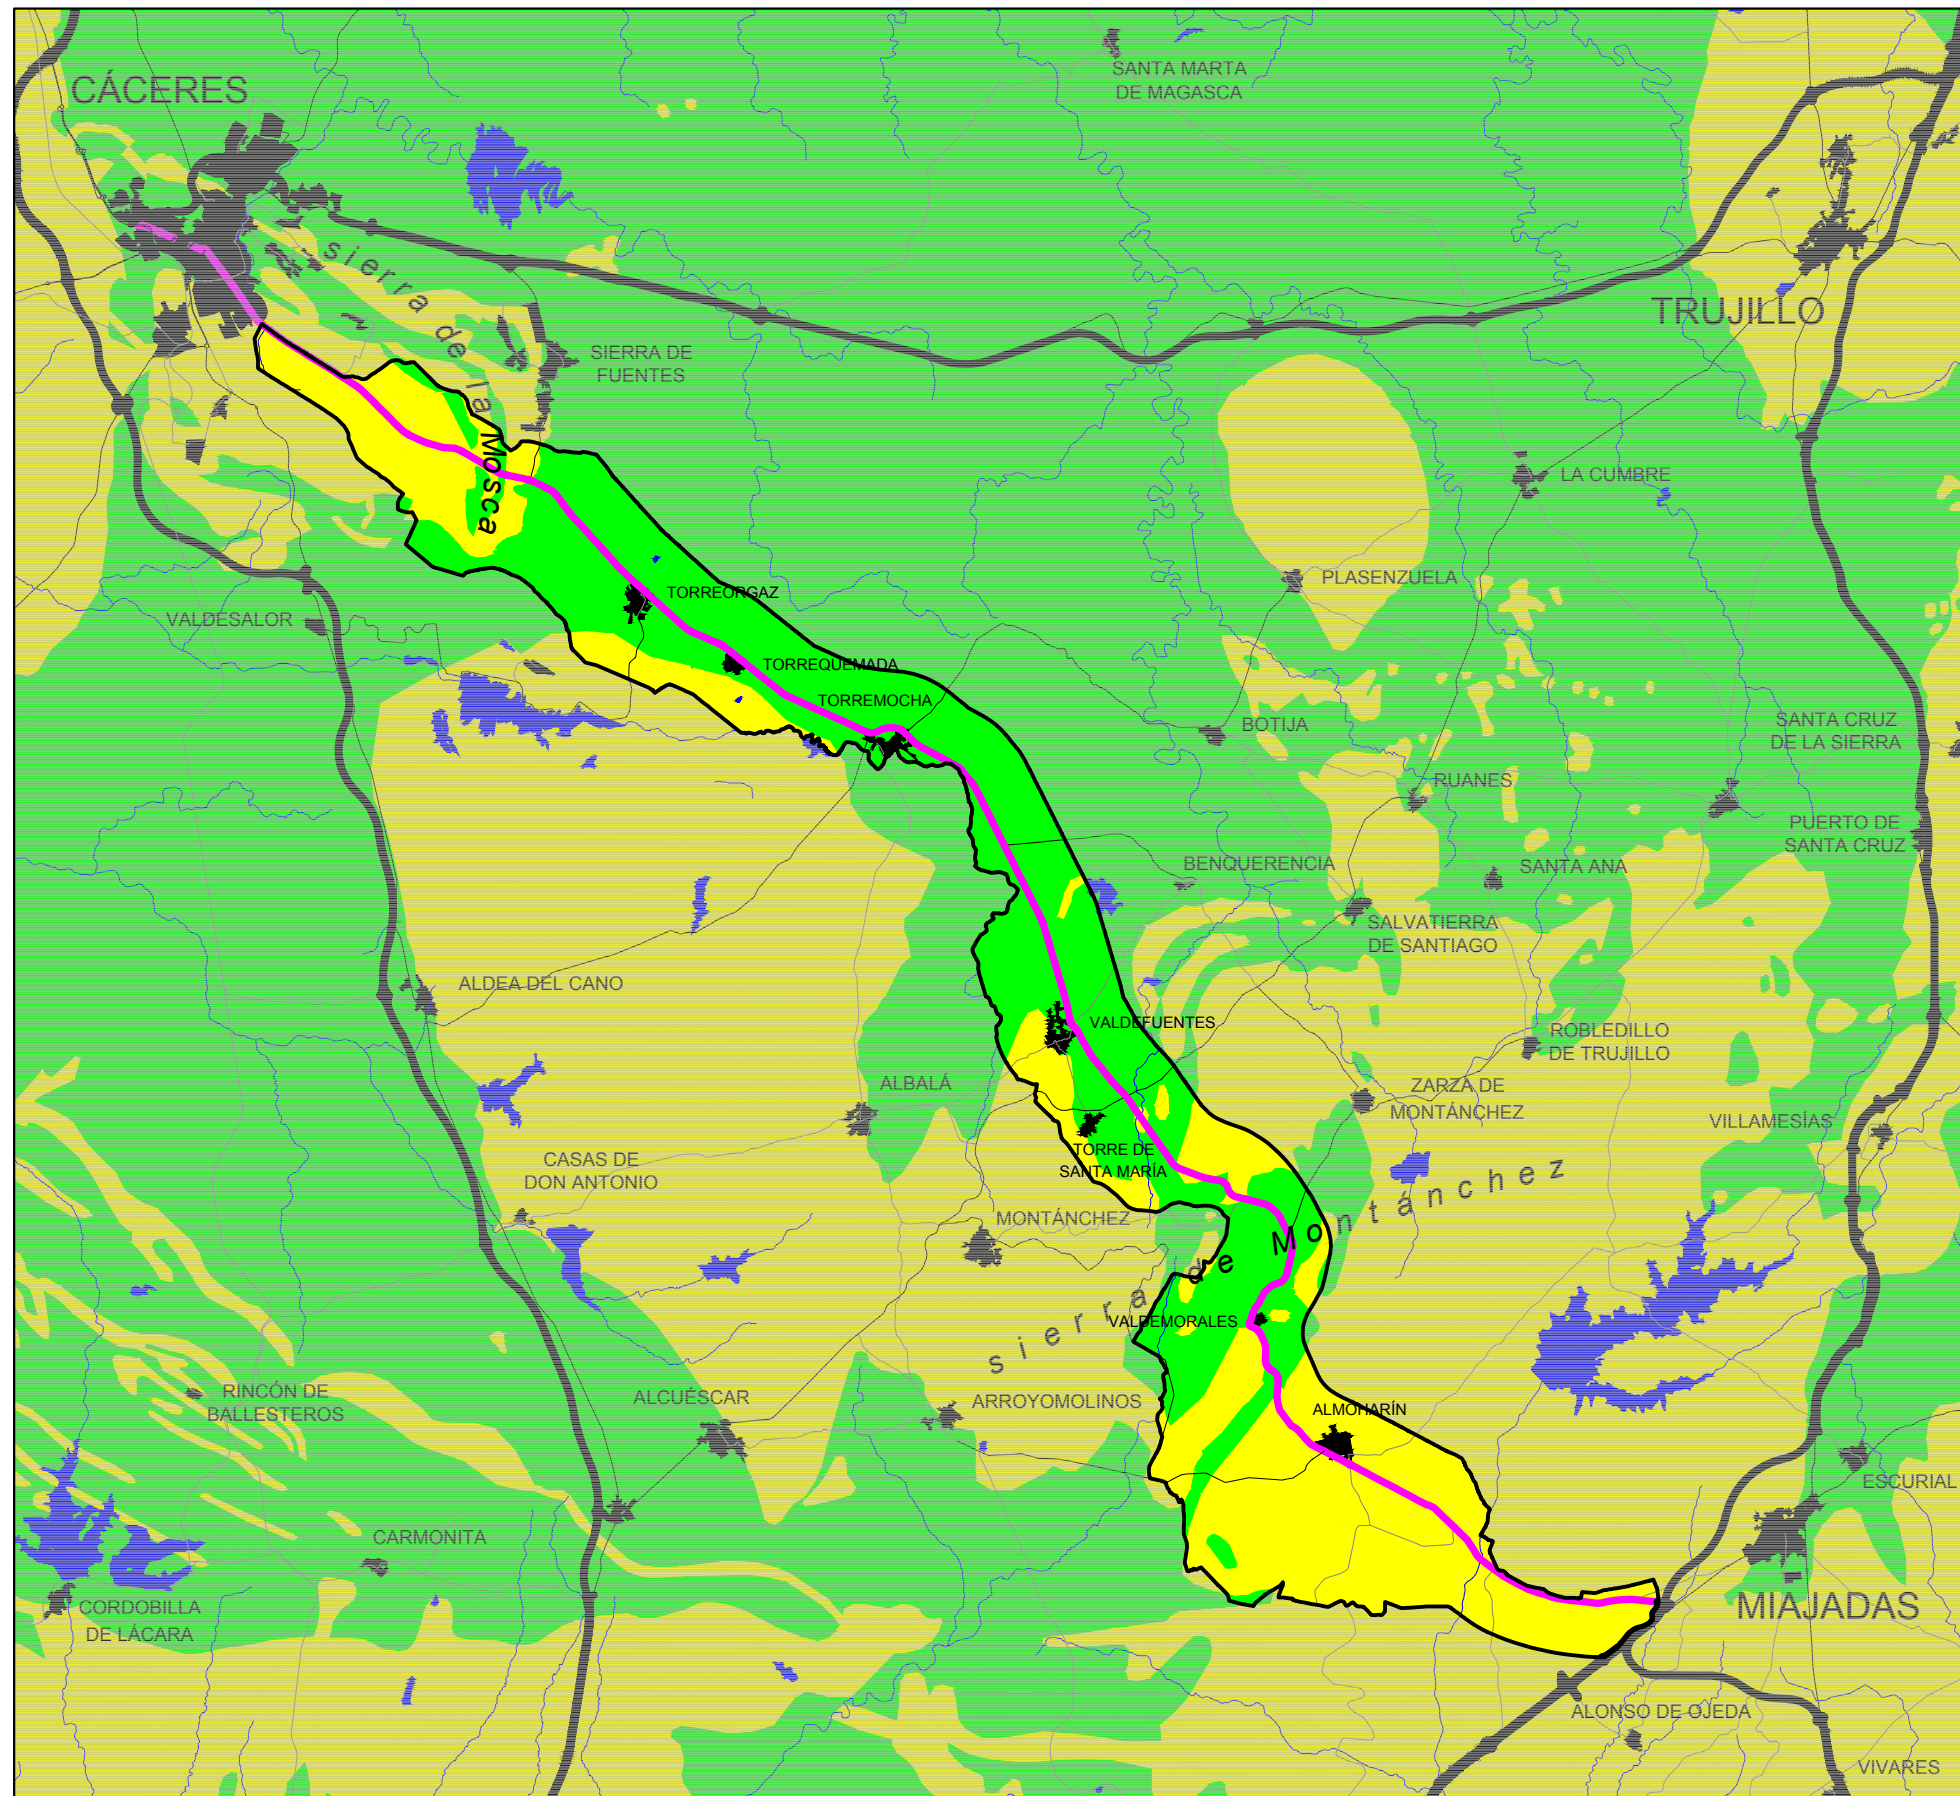 SANTA MARTA
DE MAGASCA
CÁCERES
sierra de la Mosca
TRUJILLO
SIERRA DE
FUENTES
LA CUMBRE
PLASENZUELA
TORREORGAZ
VALDESALOR
TORREQUEMADA
TORREMOCHA
BOTIJA
SANTA CRUZ
DE LA SIERRA
RUANES
PUERTO DE
SANTA CRUZ
BENQUERENCIA
SANTA ANA
SALVATIERRA
DE SANTIAGO
ALDEA DEL CANO
VALDEFUENTES
ROBLEDILLO
DE TRUJILLO
ALBALÁ
ZARZA DE
MONTÁNCHEZ
VILLAMESÍAS
CASAS DE
DON ANTONIO
TORRE DE
SANTA MARÍA
MONTÁNCHEZ
sierra de Montánchez
VALDEMORALES
RINCÓN DE
BALLESTEROS
ALCUÉSCAR
ARROYOMOLINOS
ALMOHARÍN
ESCURIAL
CARMONITA
CORDOBILLA
DE LÁCARA
MIAJADAS
ALONSO DE OJEDA
VIVARES